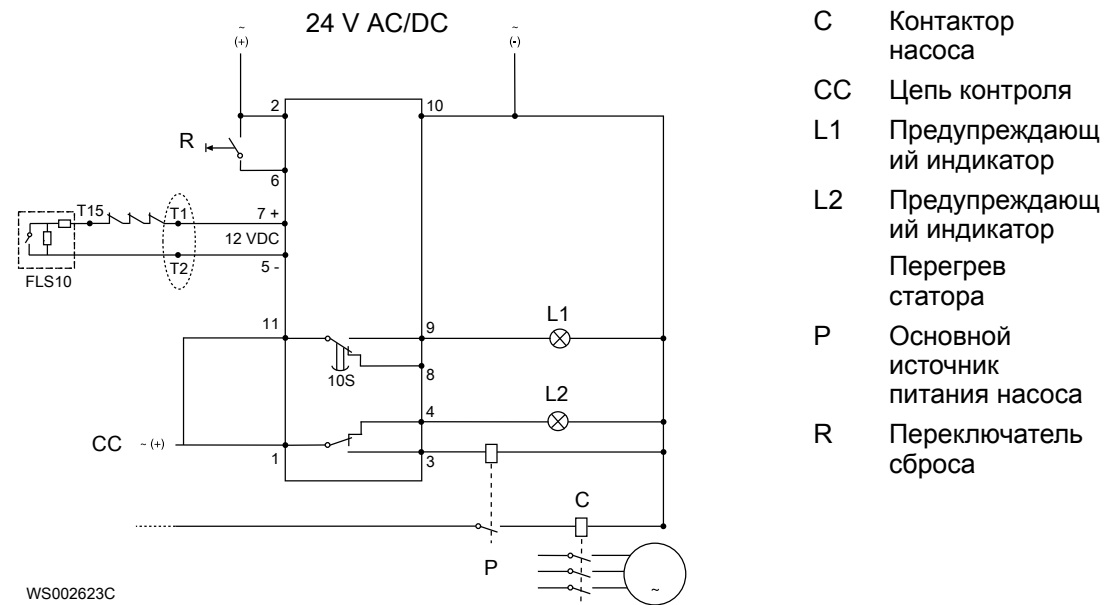 24 V AC/DC
~
(+)
~
(-)
2
10
R
6
T15
T1
7 +
12 VDC
T2
5 -
FLS10
11
9
L1
10S
8
4
L2
CC ~ (+)
1
3
C
P
~
WS002623C
C Контактор
насоса
CC Цепь контроля
L1 Предупреждающ
ий индикатор
L2 Предупреждающ
ий индикатор
Перегрев
статора
P Основной
источник
питания насоса
R Переключатель
сброса